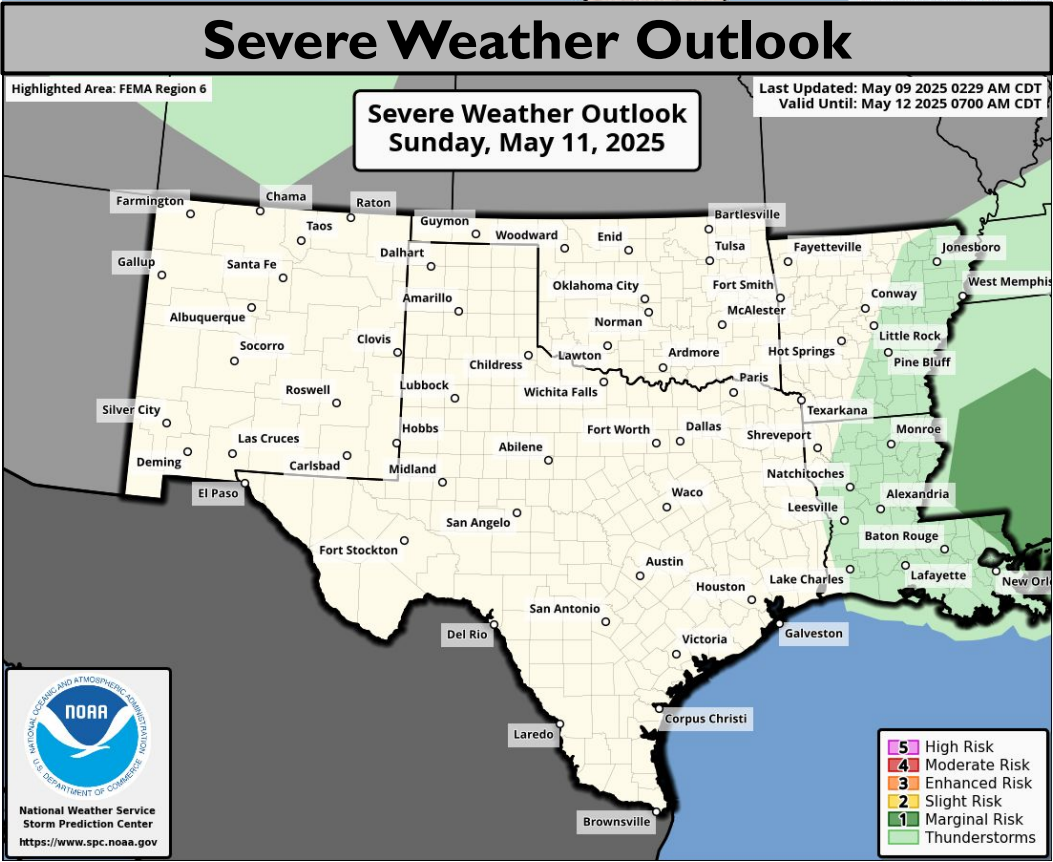 Severe Weather Outlook
Highlighted Area: FEMA Region 6
Last Updated: May 09 2025 0229 AM CDT
Valid Until: May 12 2025 0700 AM CDT
Severe Weather Outlook
Sunday, May 11, 2025
Farmington
Chama
Raton
Taos
Guymon
Woodward
Enid
Bartlesville
Tulsa
Fayetteville
Jonesboro
Gallup
Santa Fe
Dalhart
Albuquerque
Amarillo
Oklahoma City
Norman
Fort Smith
McAlester
Conway
West Memphis
Little Rock
Socorro
Clovis
Childress
Lawton
Ardmore
Hot Springs
Pine Bluff
Roswell
Lubbock
Wichita Falls
Paris
Texarkana
Silver City
Las Cruces
Hobbs
Abilene
Fort Worth
Dallas
Shreveport
Monroe
Deming
Carlsbad
Midland
Natchitoches
El Paso
San Angelo
Waco
Leesville
Alexandria
Fort Stockton
Baton Rouge
Austin
Houston
Lake Charles
Lafayette
New Orl
San Antonio
Del Rio
Victoria
Galveston
Laredo
Corpus Christi
Brownsville
NATIONAL OCEANIC AND ATMOSPHERIC ADMINISTRATION
NOAA
U.S. DEPARTMENT OF COMMERCE
National Weather Service
Storm Prediction Center
https://www.spc.noaa.gov
5 High Risk
4 Moderate Risk
3 Enhanced Risk
2 Slight Risk
1 Marginal Risk
Thunderstorms